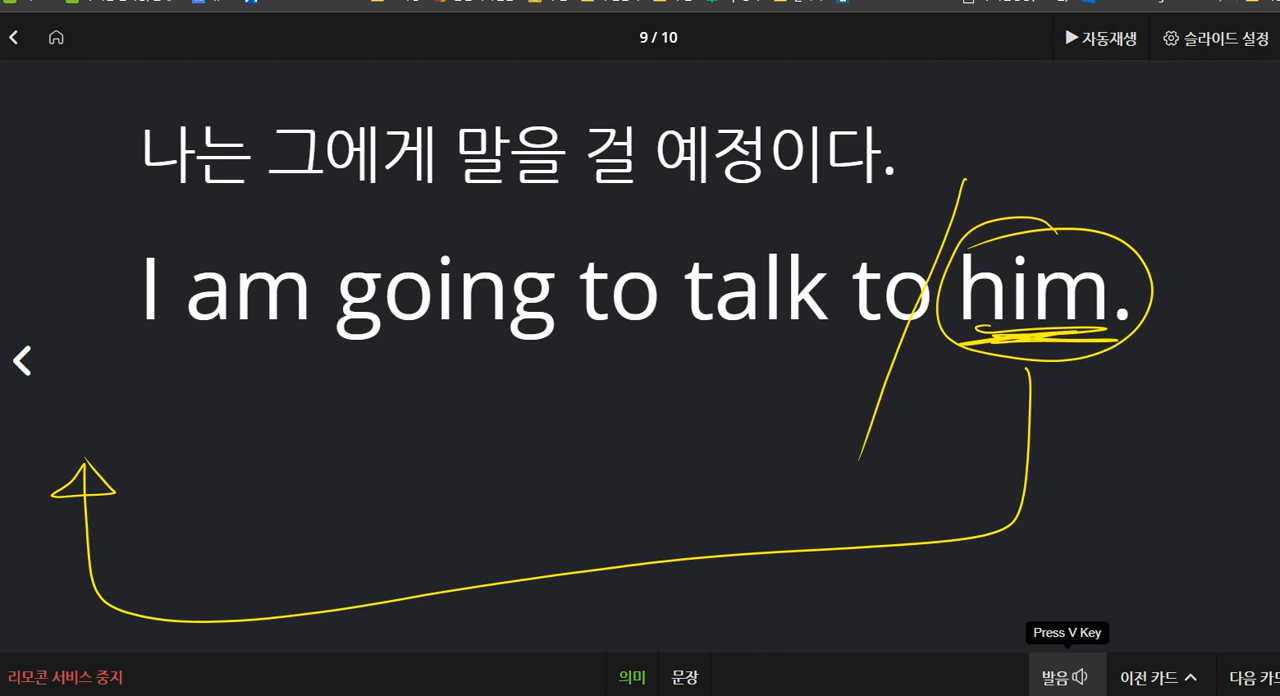 9 / 10
자동재생
슬라이드 설정
나는 그에게 말을 걸 예정이다.
I am going to talk to him.
Press V Key
리모콘 서비스 중지
의미
문장
발음
이전 카드
다음